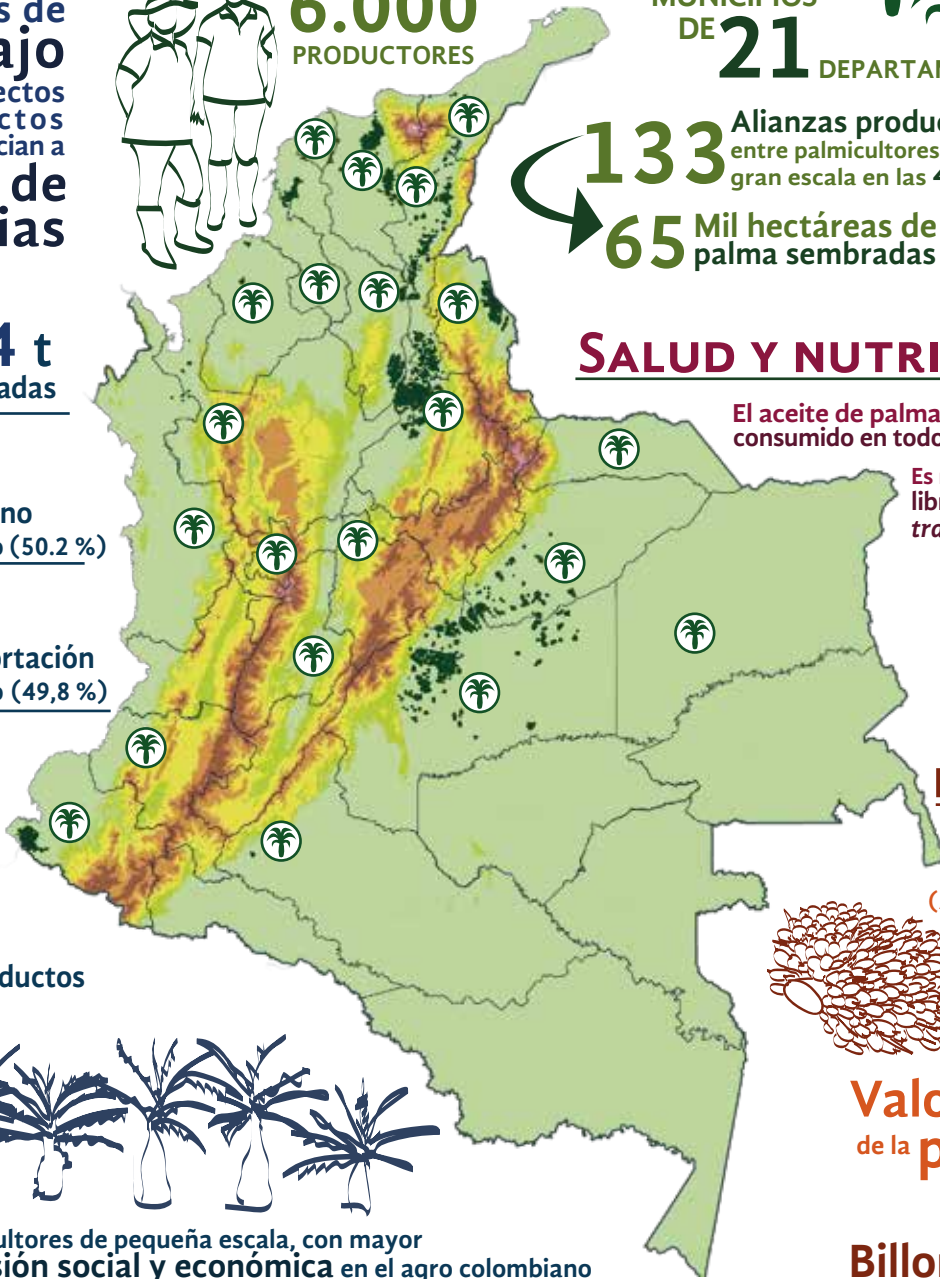 s de
ajo
ectos
ctos
cian a
de
ias
6.000
PRODUCTORES
MUNICIPIOS
DE 21 DEPARTAM
133 Alianzas produc
entre palmicultores
gran escala en las
65 Mil hectáreas de
palma sembradas
4 t
adas
no
(50.2 %)
ortación
(49,8 %)
SALUD Y NUTRI
El aceite de palma
consumido en todo
Es
lib
tra
ductos
Valo
de la p
ultores de pequeña escala, con mayor
sión social y económica en el agro colombiano
Billo